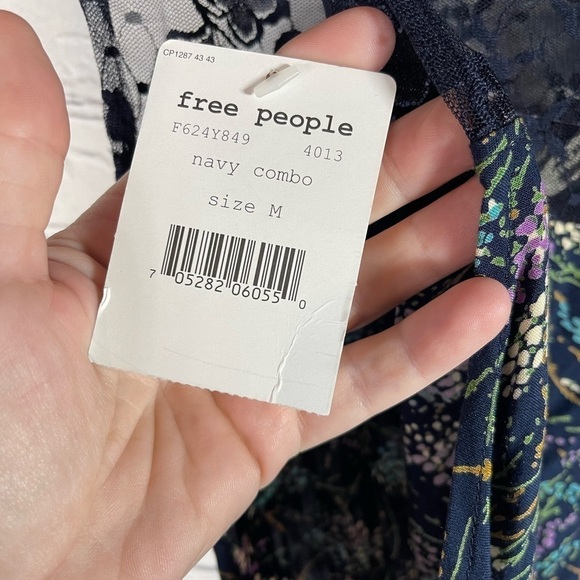 CP1287 43 43
free people
F624Y849 4013
navy combo
size M
7 05282 06055 0